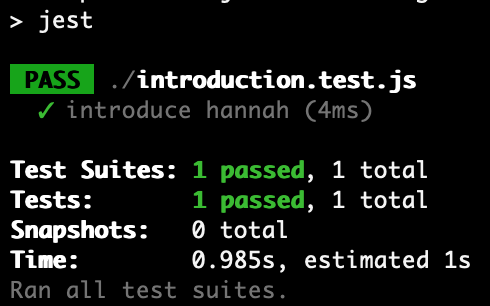 > jest
PASS ./introduction.test.js
✓ introduce hannah (4ms)
Test Suites: 1 passed, 1 total
Tests: 1 passed, 1 total
Snapshots: 0 total
Time: 0.985s, estimated 1s
Ran all test suites.